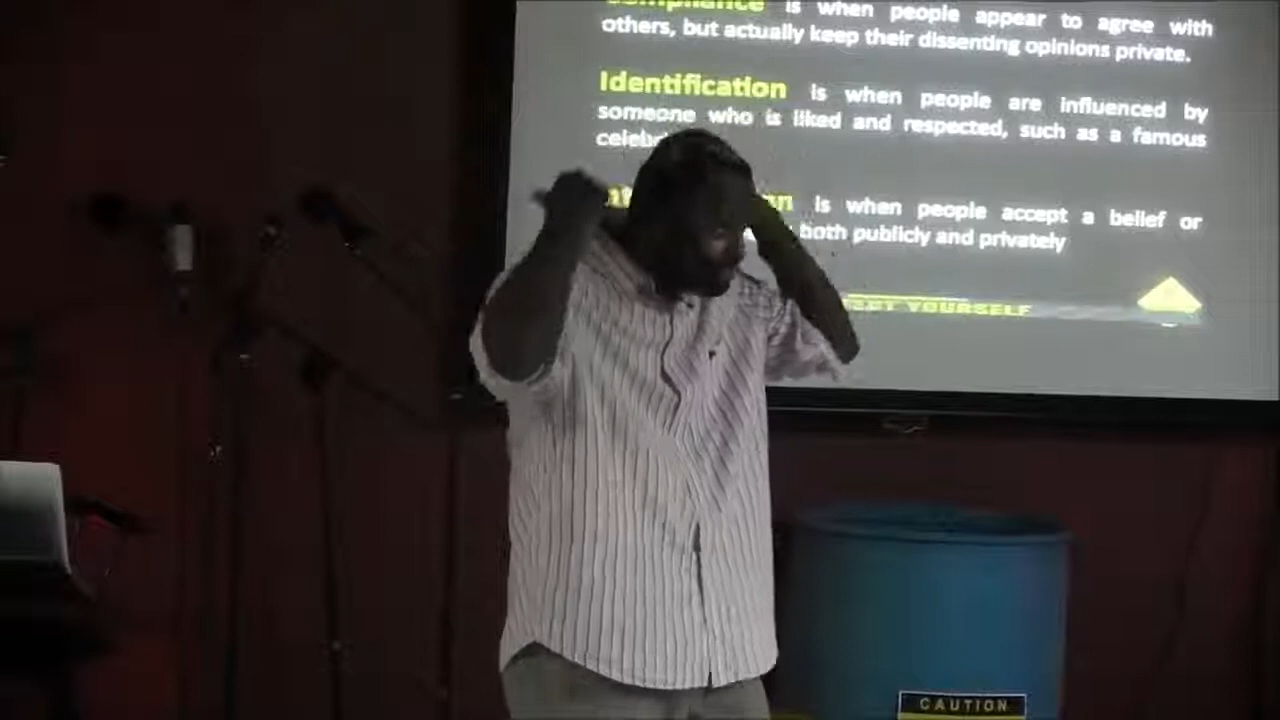 Compliance is when people appear to agree with
others, but actually keep their dissenting opinions private.
Identification is when people are influenced by
someone who is liked and respected, such as a famous
is when people accept a belief or
both publicly and privately
YOURSELF
CAUTION